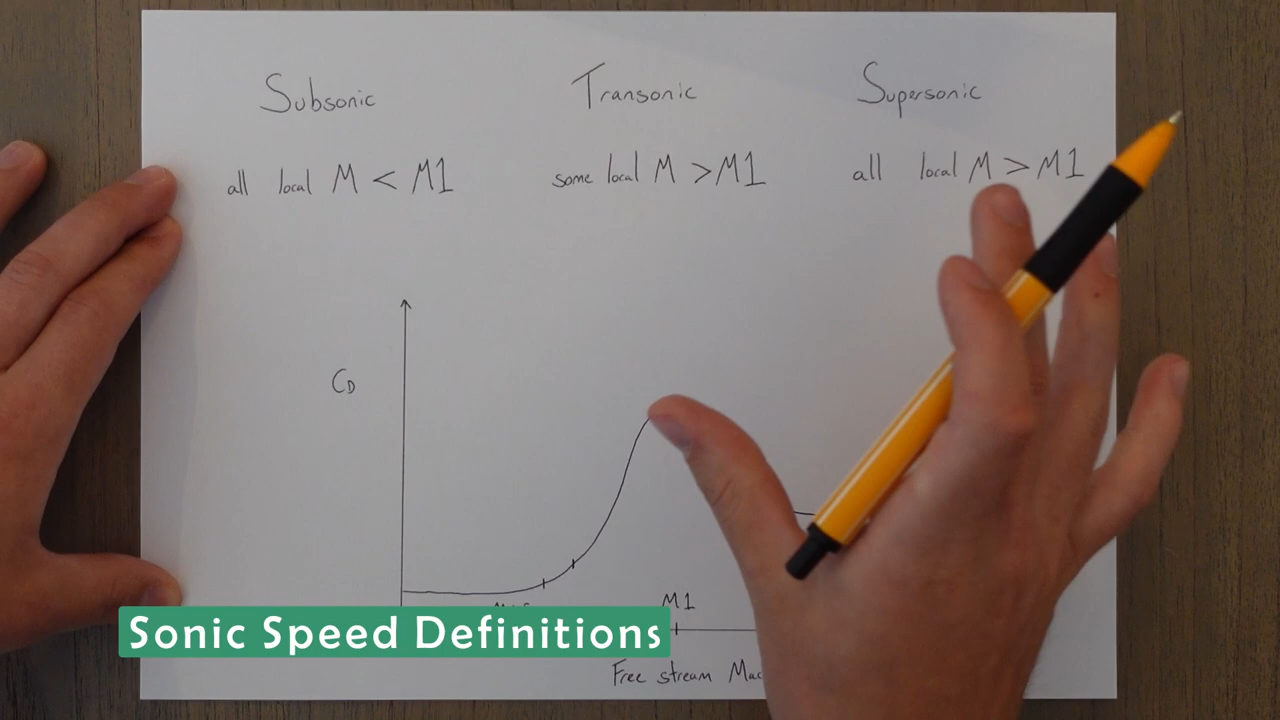 Subsonic Transonic Supersonic
all local M < M1 some local M > M1 all local M > M1
CD
M1
Sonic Speed Definitions
Free stream